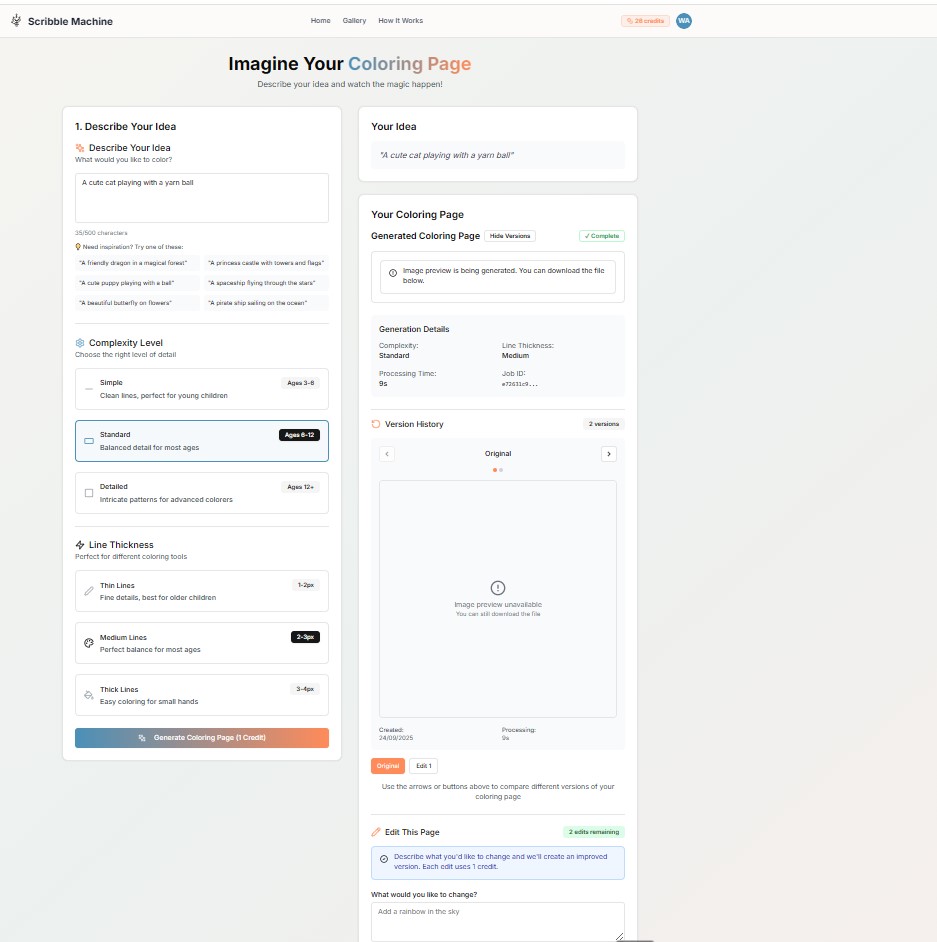 Scribble Machine
Home Gallery How It Works
28 credits
WA
Imagine Your Coloring Page
Describe your idea and watch the magic happen!
1. Describe Your Idea
Describe Your Idea
What would you like to color?
A cute cat playing with a yarn ball
35/500 characters
Need inspiration? Try one of these:
"A friendly dragon in a magical forest" "A princess castle with towers and flags"
"A cute puppy playing with a ball" "A spaceship flying through the stars"
"A beautiful butterfly on flowers" "A pirate ship sailing on the ocean"
Complexity Level
Choose the right level of detail
Simple Ages 3-6
Clean lines, perfect for young children
Standard Ages 6-12
Balanced detail for most ages
Detailed Ages 12+
Intricate patterns for advanced colorers
Line Thickness
Perfect for different coloring tools
Thin Lines 1-2px
Fine details, best for older children
Medium Lines 2-3px
Perfect balance for most ages
Thick Lines 3-4px
Easy coloring for small hands
Generate Coloring Page (1 Credit)
Your Idea
"A cute cat playing with a yarn ball"
Your Coloring Page
Generated Coloring Page Hide Versions ✓ Complete
Image preview is being generated. You can download the file
below.
Generation Details
Complexity: Line Thickness:
Standard Medium
Processing Time: Job ID:
9s e72631c9...
Version History 2 versions
Original
Image preview unavailable
You can still download the file
Created: Processing:
24/09/2025 9s
Original Edit 1
Use the arrows or buttons above to compare different versions of your
coloring page
Edit This Page 2 edits remaining
Describe what you'd like to change and we'll create an improved
version. Each edit uses 1 credit.
What would you like to change?
Add a rainbow in the sky